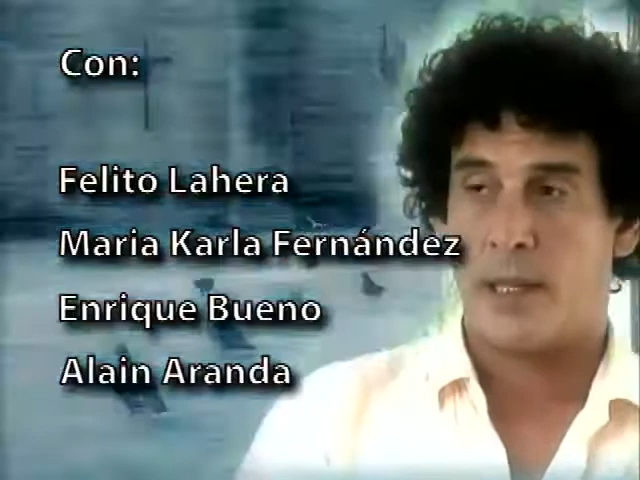 Con:
Felito Lahera
Maria Karla Fernández
Enrique Bueno
Alain Aranda